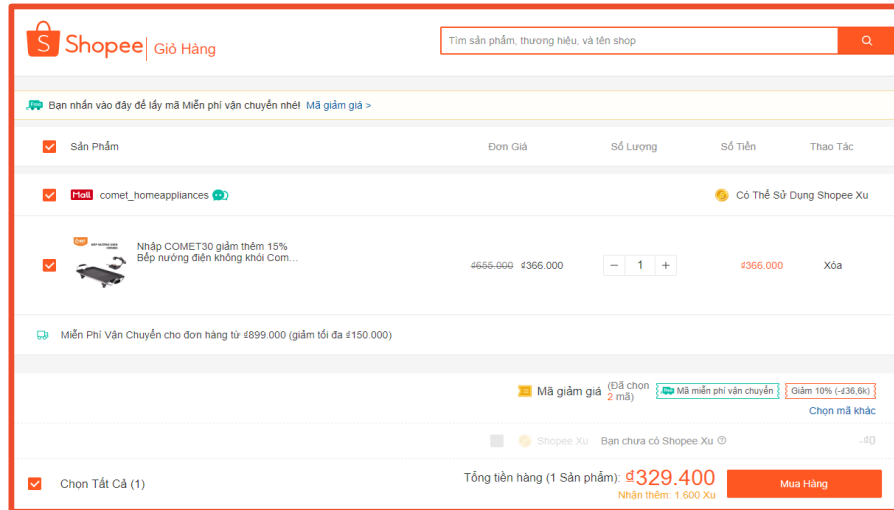 Shopee Giỏ Hàng
Tìm sản phẩm, thương hiệu, và tên shop
Bạn nhấn vào đây để lấy mã Miễn phí vận chuyển nhé! Mã giảm giá >
Sản Phẩm Đơn Giá Số Lượng Số Tiền Thao Tác
Mall comet_homeappliances Có Thể Sử Dụng Shopee Xu
Nhập COMET30 giảm thêm 15%
Bếp nướng điện không khói Com...
₫655.000 ₫366.000 − 1 + ₫366.000 Xóa
Miễn Phí Vận Chuyển cho đơn hàng từ ₫899.000 (giảm tối đa ₫150.000)
Mã giảm giá (Đã chọn 2 mã) Mã miễn phí vận chuyển Giảm 10% (-₫36,6k)
Chọn mã khác
Shopee Xu Bạn chưa có Shopee Xu ? -₫0
Chọn Tất Cả (1) Tổng tiền hàng (1 Sản phẩm): ₫329.400 Mua Hàng
Nhận thêm: 1.600 Xu